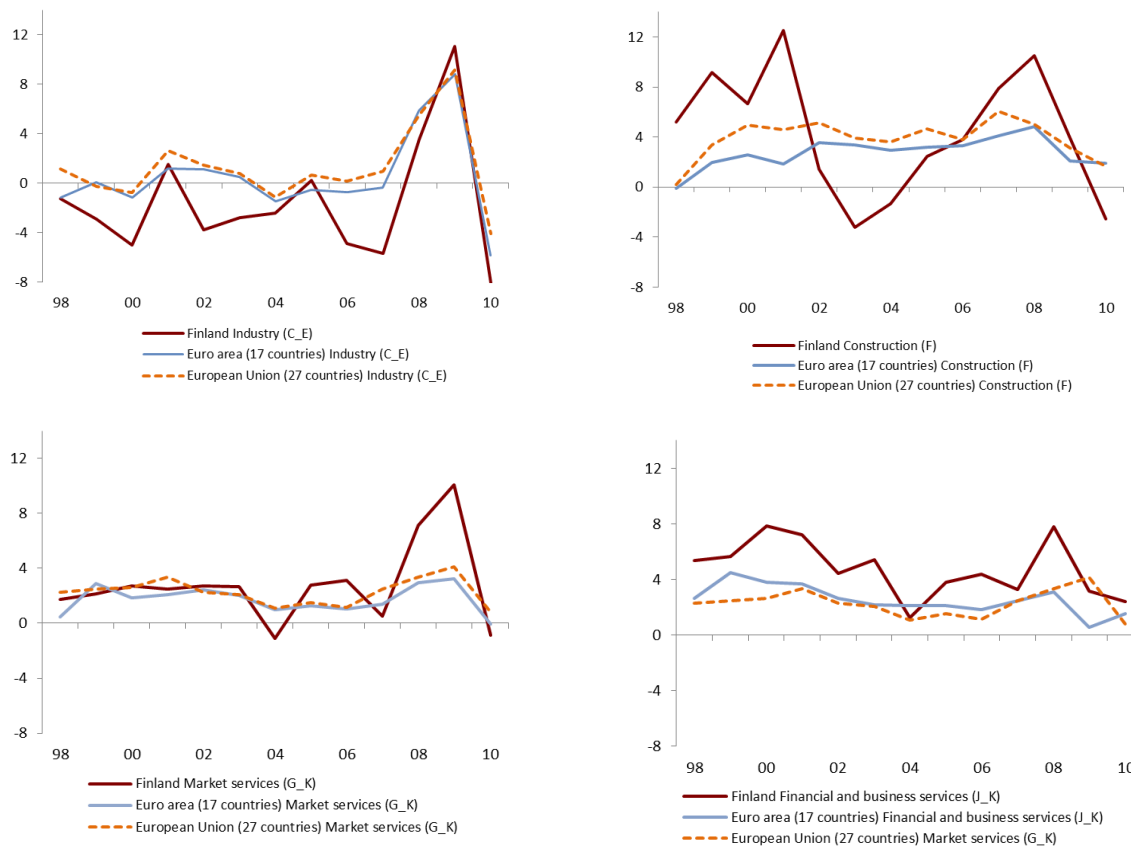 12
8
4
0
-4
-8
98 00 02 04 06 08 10
Finland Industry (C_E)
Euro area (17 countries) Industry (C_E)
European Union (27 countries) Industry (C_E)
12
8
4
0
-4
-8
98 00 02 04 06 08 10
Finland Construction (F)
Euro area (17 countries) Construction (F)
European Union (27 countries) Construction (F)
12
8
4
0
-4
-8
98 00 02 04 06 08 10
Finland Market services (G_K)
Euro area (17 countries) Market services (G_K)
European Union (27 countries) Market services (G_K)
12
8
4
0
-4
-8
98 00 02 04 06 08 10
Finland Financial and business services (J_K)
Euro area (17 countries) Financial and business services (J_K)
European Union (27 countries) Market services (G_K)